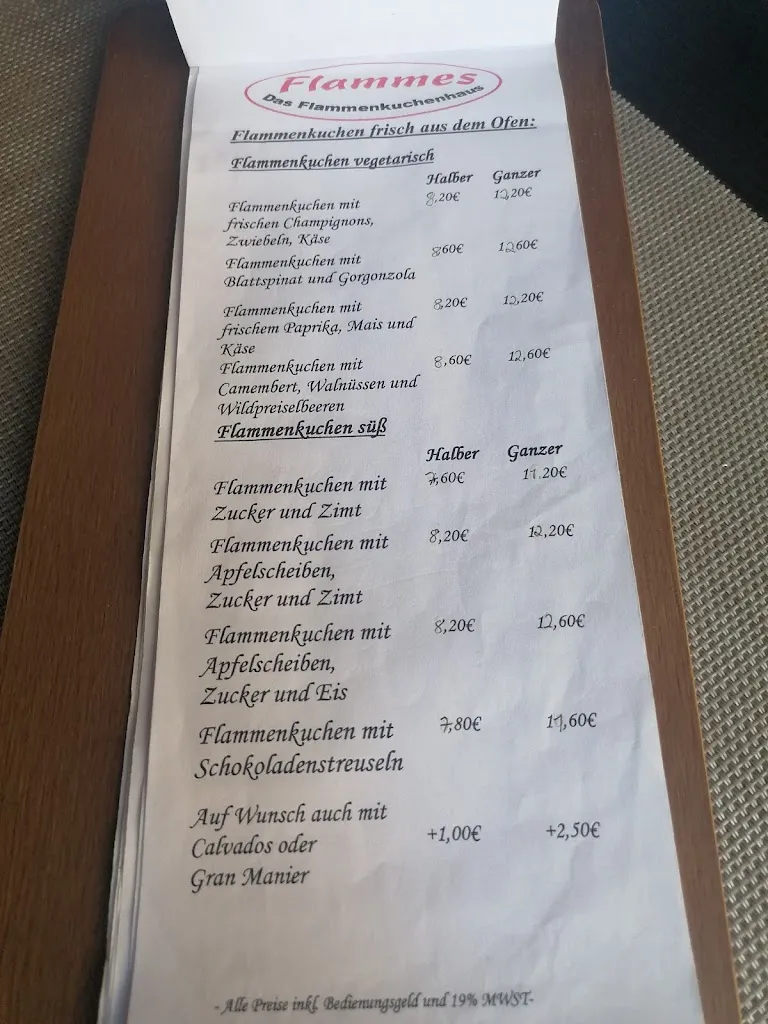 Flammes
Das Flammenkuchenhaus
Flammenkuchen frisch aus dem Ofen:
Flammenkuchen vegetarisch
Halber Ganzer
Flammenkuchen mit 8,20€ 12,20€
frischen Champignons,
Zwiebeln, Käse
Flammenkuchen mit 8,60€ 12,60€
Blattspinat und Gorgonzola
Flammenkuchen mit 8,20€ 12,20€
frischem Paprika, Mais und
Käse
Flammenkuchen mit 8,60€ 12,60€
Camembert, Walnüssen und
Wildpreiselbeeren
Flammenkuchen süß
Halber Ganzer
Flammenkuchen mit 7,60€ 11.20€
Zucker und Zimt
Flammenkuchen mit 8,20€ 12,20€
Apfelscheiben,
Zucker und Zimt
Flammenkuchen mit 8,20€ 12,60€
Apfelscheiben,
Zucker und Eis
Flammenkuchen mit 7,80€ 11,60€
Schokoladenstreuseln
Auf Wunsch auch mit
Calvados oder +1,00€ +2,50€
Gran Manier
- Alle Preise inkl. Bedienungsgeld und 19% MWST-